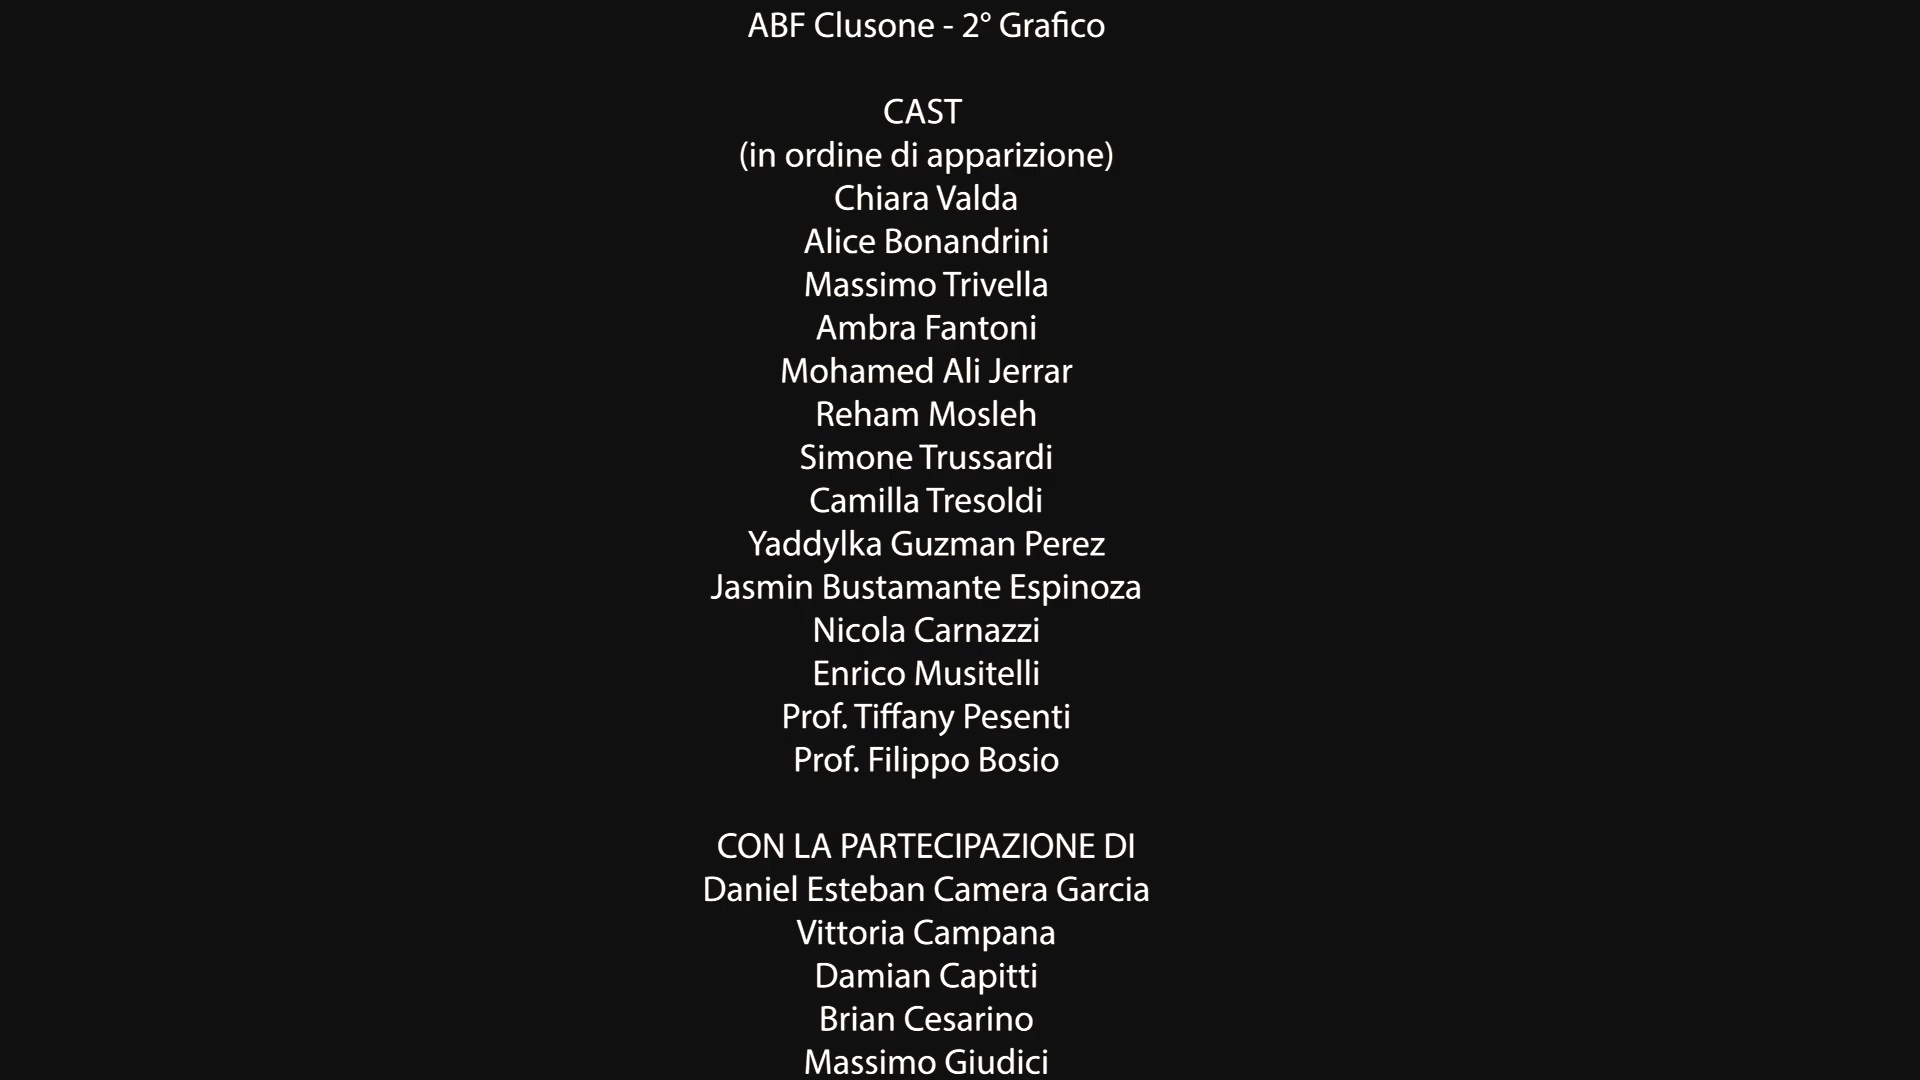 ABF Clusone - 2° Grafico
CAST
(in ordine di apparizione)
Chiara Valda
Alice Bonandrini
Massimo Trivella
Ambra Fantoni
Mohamed Ali Jerrar
Reham Mosleh
Simone Trussardi
Camilla Tresoldi
Yaddylka Guzman Perez
Jasmin Bustamante Espinoza
Nicola Carnazzi
Enrico Musitelli
Prof. Tiffany Pesenti
Prof. Filippo Bosio
CON LA PARTECIPAZIONE DI
Daniel Esteban Camera Garcia
Vittoria Campana
Damian Capitti
Brian Cesarino
Massimo Giudici